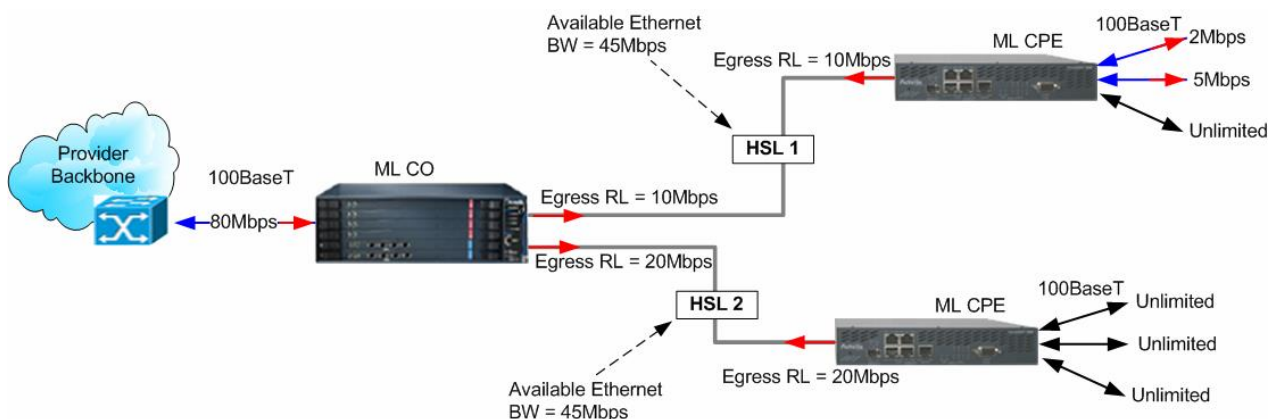 Available Ethernet
BW = 45Mbps
ML CPE
100BaseT
2Mbps
Egress RL = 10Mbps
5Mbps
Unlimited
HSL 1
Provider
Backbone
100BaseT
ML CO
80Mbps
Egress RL = 10Mbps
Egress RL = 20Mbps
HSL 2
ML CPE
100BaseT
Unlimited
Unlimited
Egress RL = 20Mbps
Unlimited
Available Ethernet
BW = 45Mbps